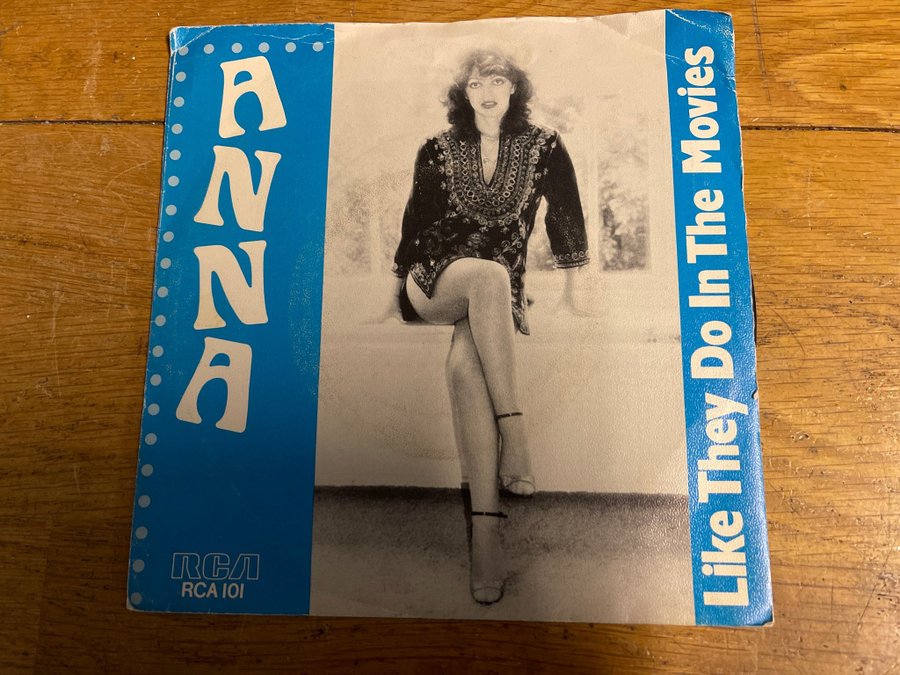 ANNA
Like They Do In The Movies
RCA
RCA 101